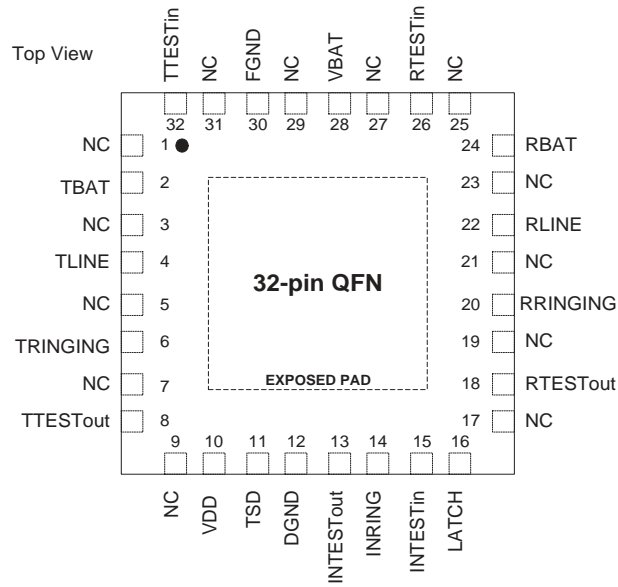 Top View
TTESTin
NC
FGND
NC
VBAT
NC
RTESTin
NC
32
31
30
29
28
27
26
25
NC 1 24 RBAT
TBAT 2 23 NC
NC 3 22 RLINE
TLINE 4 21 NC
32-pin QFN
NC 5 20 RRINGING
TRINGING 6 19 NC
EXPOSED PAD
NC 7 18 RTESTout
TTESTout 8 17 NC
9
10
11
12
13
14
15
16
NC
VDD
TSD
DGND
INTESTout
INRING
INTESTin
LATCH